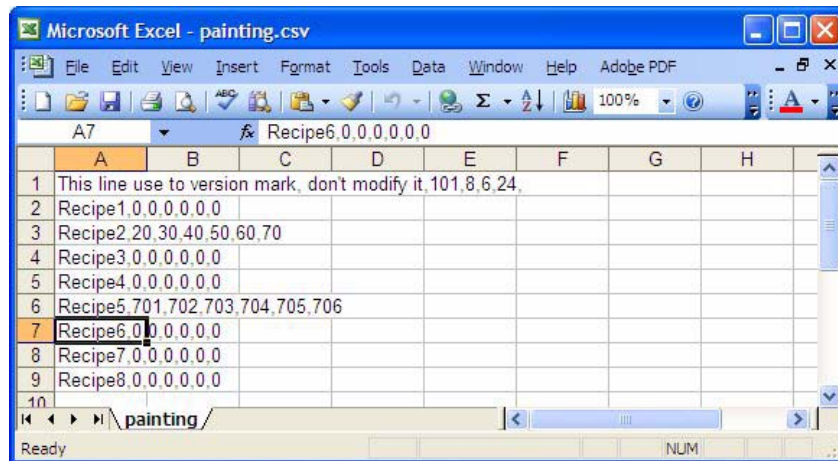 Microsoft Excel - painting.csv
File Edit View Insert Format Tools Data Window Help Adobe PDF
ABC Σ A Z 100% A
A7 fx Recipe6,0,0,0,0,0,0
A B C D E F G H
1 This line use to version mark, don't modify it,101,8,6,24,
2 Recipe1,0,0,0,0,0,0
3 Recipe2,20,30,40,50,60,70
4 Recipe3,0,0,0,0,0,0
5 Recipe4,0,0,0,0,0,0
6 Recipe5,701,702,703,704,705,706
7 Recipe6,0,0,0,0,0,0
8 Recipe7,0,0,0,0,0,0
9 Recipe8,0,0,0,0,0,0
10
painting
Ready NUM